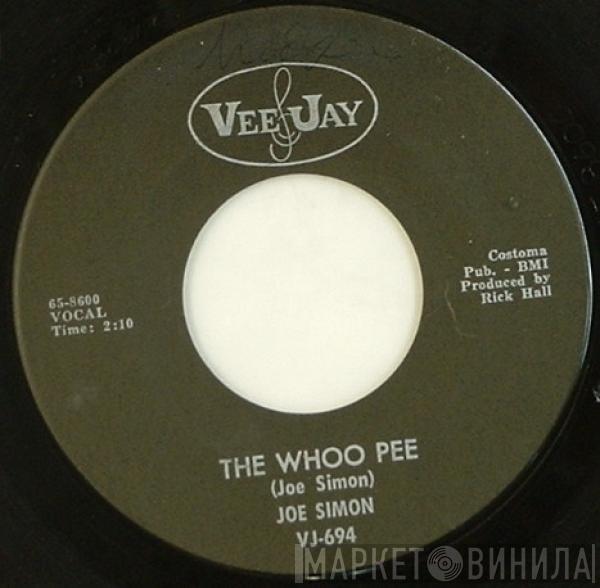 VEE JAY
65-8600
VOCAL
Time: 2:10
Costoma
Pub. - BMI
Produced by
Rick Hall
THE WHOO PEE
(Joe Simon)
JOE SIMON
VJ-694
МАРКЕТ ВИНИЛА